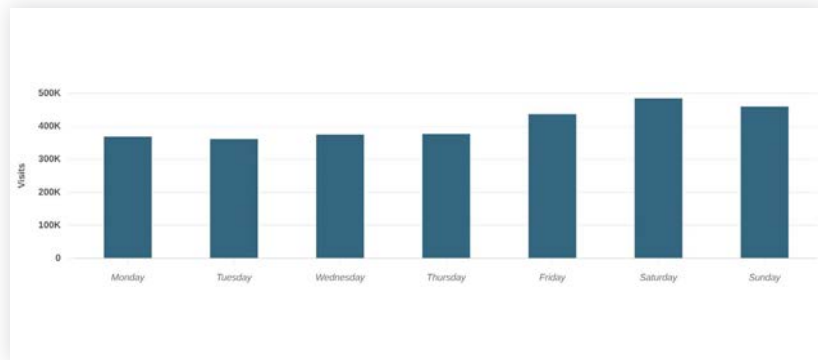 500K
400K
300K
200K
100K
0
Visits
Monday Tuesday Wednesday Thursday Friday Saturday Sunday